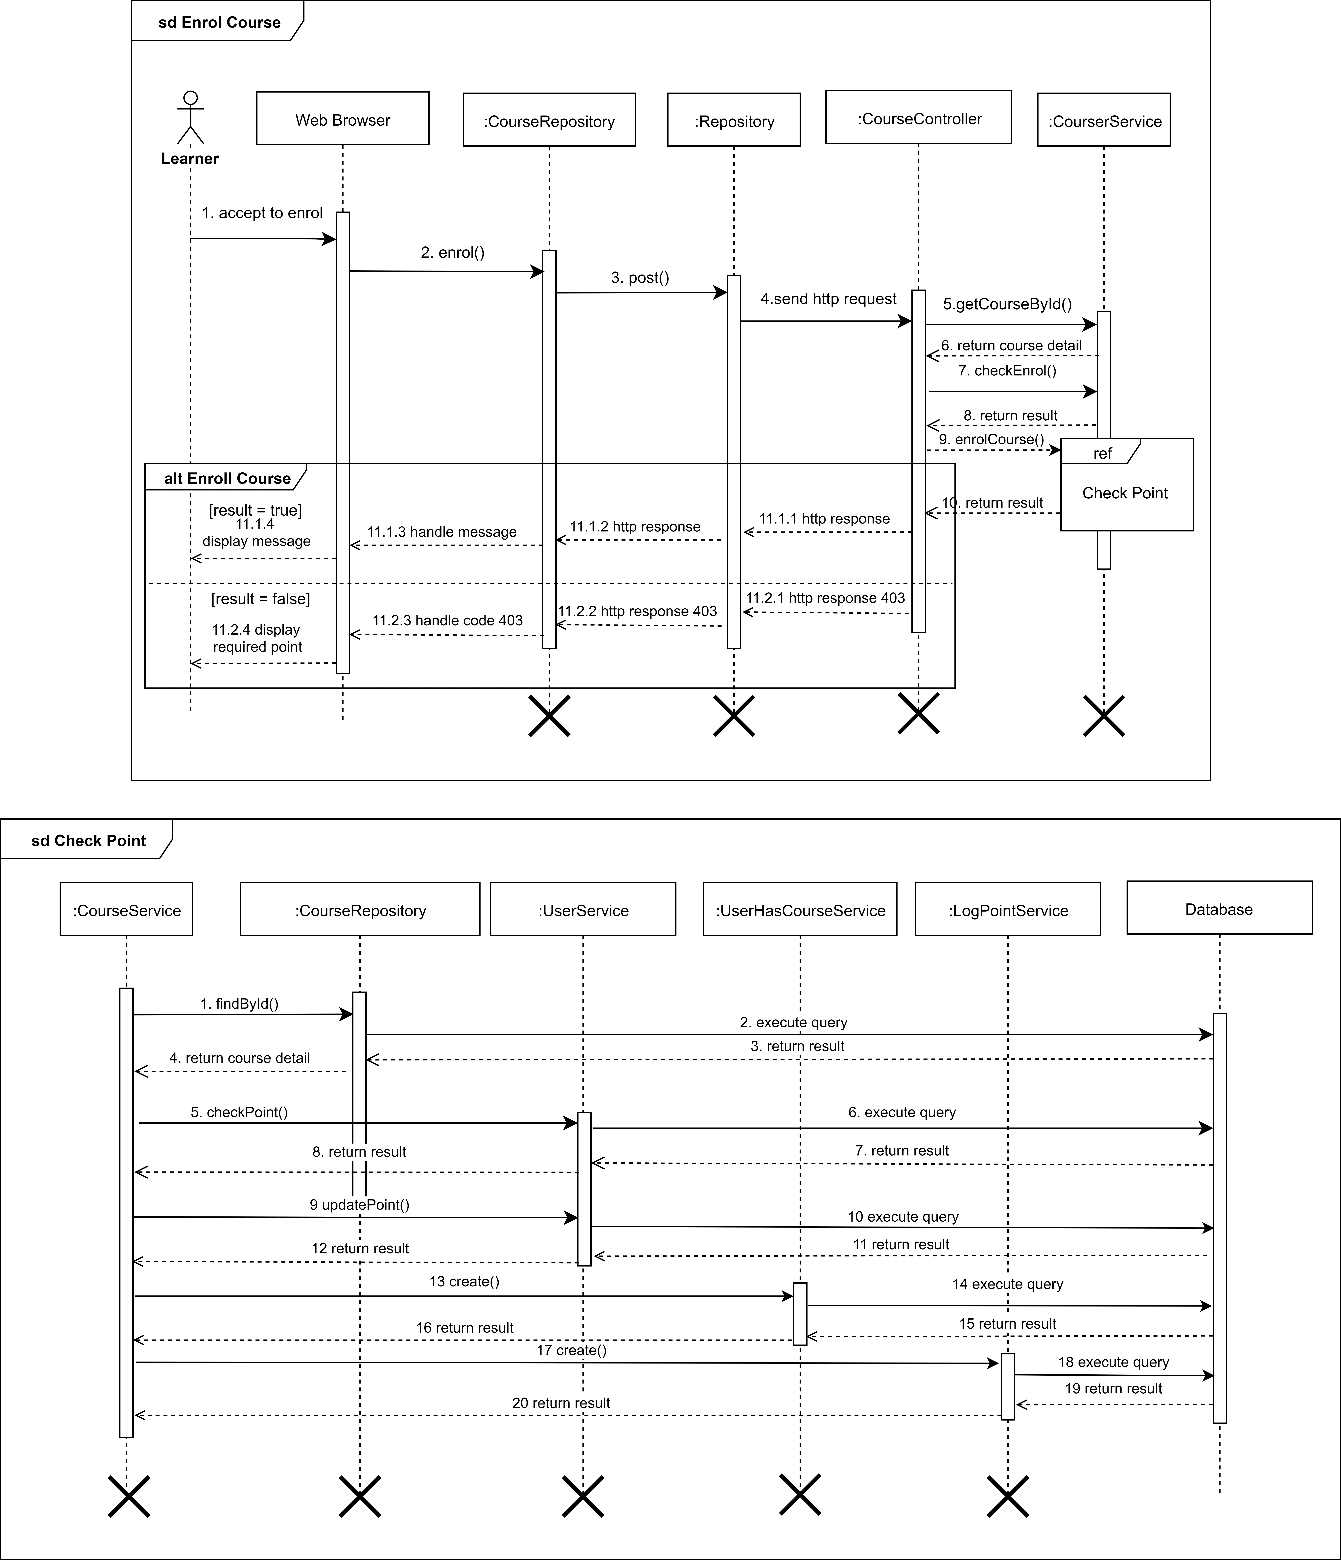 sd Enrol Course
Learner
Web Browser
:CourseRepository
:Repository
:CourseController
:CourserService
1. accept to enrol
2. enrol()
3. post()
4.send http request
5.getCourseById()
6. return course detail
7. checkEnrol()
8. return result
9. enrolCourse()
ref
Check Point
10. return result
alt Enroll Course
[result = true]
11.1.4
display message
11.1.3 handle message
11.1.2 http response
11.1.1 http response
[result = false]
11.2.4 display
required point
11.2.3 handle code 403
11.2.2 http response 403
11.2.1 http response 403
sd Check Point
:CourseService
:CourseRepository
:UserService
:UserHasCourseService
:LogPointService
Database
1. findById()
2. execute query
3. return result
4. return course detail
5. checkPoint()
6. execute query
7. return result
8. return result
9 updatePoint()
10 execute query
11 return result
12 return result
13 create()
14 execute query
15 return result
16 return result
17 create()
18 execute query
19 return result
20 return result